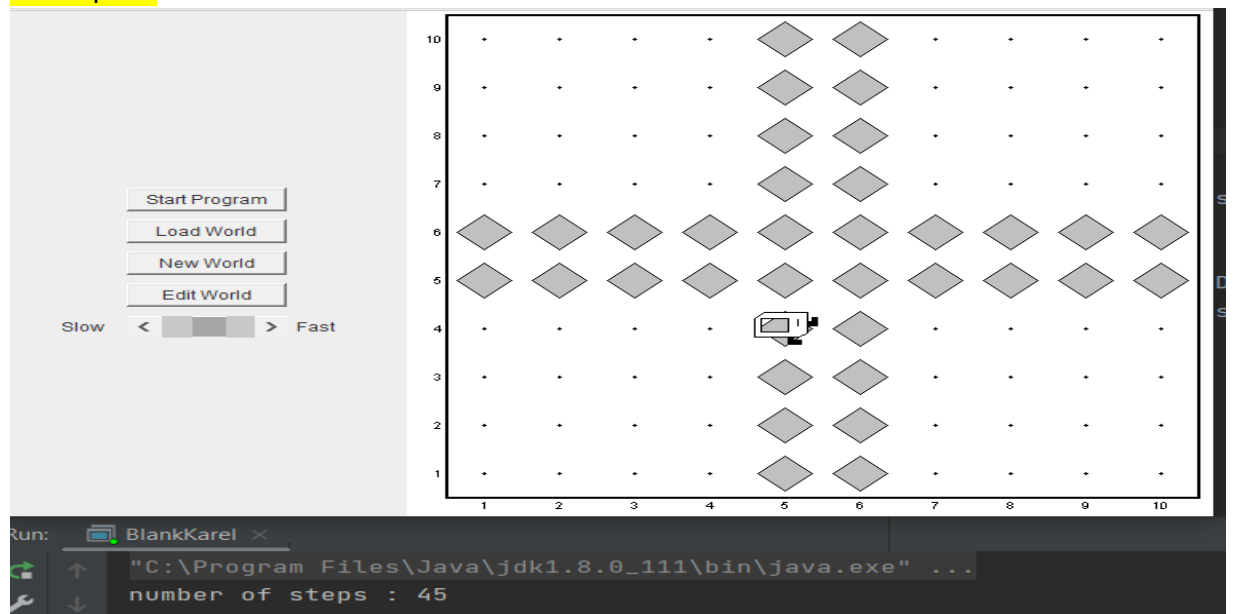 10
9
8
7
Start Program
Load World
6
New World
5
Edit World
Slow < > Fast
4
3
2
1
1 2 3 4 5 6 7 8 9 10
Run: BlankKarel ×
"C:\Program Files\Java\jdk1.8.0_111\bin\java.exe" ...
number of steps : 45